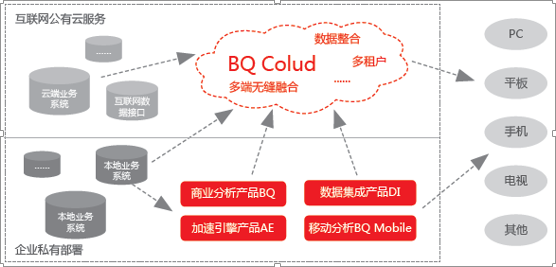 互联网公有云服务
......
云端业务
系统
互联网数
据接口
数据整合
BQ Colud
多租户
多端无缝融合
......
PC
平板
手机
电视
其他
本地业务
系统
......
本地业务
系统
商业分析产品BQ
数据集成产品DI
加速引擎产品AE
移动分析BQ Mobile
企业私有部署